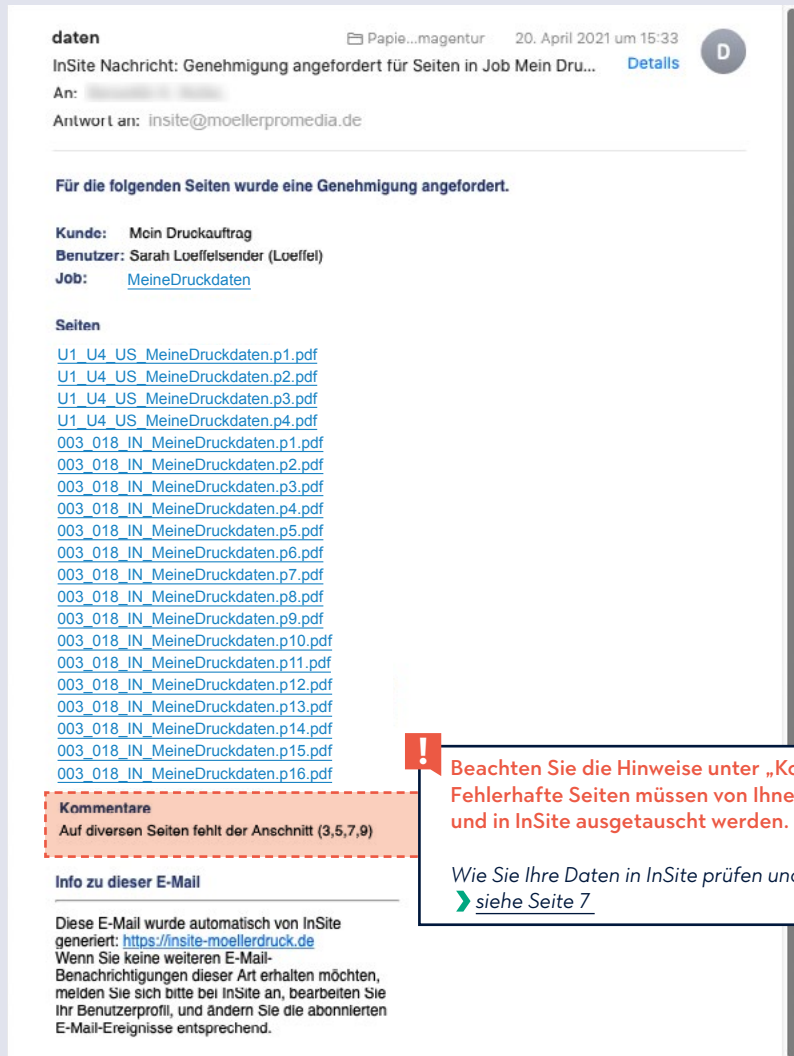 daten
Papie...magentur
20. April 2021 um 15:33
D
InSite Nachricht: Genehmigung angefordert für Seiten in Job Mein Dru...
Details
An:
Antwort an: insite@moellerpromedia.de
Für die folgenden Seiten wurde eine Genehmigung angefordert.
Kunde: Mein Druckauftrag
Benutzer: Sarah Loeffelsender (Loeffel)
Job: MeineDruckdaten
Seiten
U1_U4_US_MeineDruckdaten.p1.pdf
U1_U4_US_MeineDruckdaten.p2.pdf
U1_U4_US_MeineDruckdaten.p3.pdf
U1_U4_US_MeineDruckdaten.p4.pdf
003_018_IN_MeineDruckdaten.p1.pdf
003_018_IN_MeineDruckdaten.p2.pdf
003_018_IN_MeineDruckdaten.p3.pdf
003_018_IN_MeineDruckdaten.p4.pdf
003_018_IN_MeineDruckdaten.p5.pdf
003_018_IN_MeineDruckdaten.p6.pdf
003_018_IN_MeineDruckdaten.p7.pdf
003_018_IN_MeineDruckdaten.p8.pdf
003_018_IN_MeineDruckdaten.p9.pdf
003_018_IN_MeineDruckdaten.p10.pdf
003_018_IN_MeineDruckdaten.p11.pdf
003_018_IN_MeineDruckdaten.p12.pdf
003_018_IN_MeineDruckdaten.p13.pdf
003_018_IN_MeineDruckdaten.p14.pdf
003_018_IN_MeineDruckdaten.p15.pdf
003_018_IN_MeineDruckdaten.p16.pdf
Kommentare
Auf diversen Seiten fehlt der Anschnitt (3,5,7,9)
!
Beachten Sie die Hinweise unter „Ko
Fehlerhafte Seiten müssen von Ihne
und in InSite ausgetauscht werden.
Wie Sie Ihre Daten in InSite prüfen und
siehe Seite 7
Info zu dieser E-Mail
Diese E-Mail wurde automatisch von InSite
generiert: https://insite-moellerdruck.de
Wenn Sie keine weiteren E-Mail-
Benachrichtigungen dieser Art erhalten möchten,
melden Sie sich bitte bei InSite an, bearbeiten Sie
Ihr Benutzerprofil, und ändern Sie die abonnierten
E-Mail-Ereignisse entsprechend.